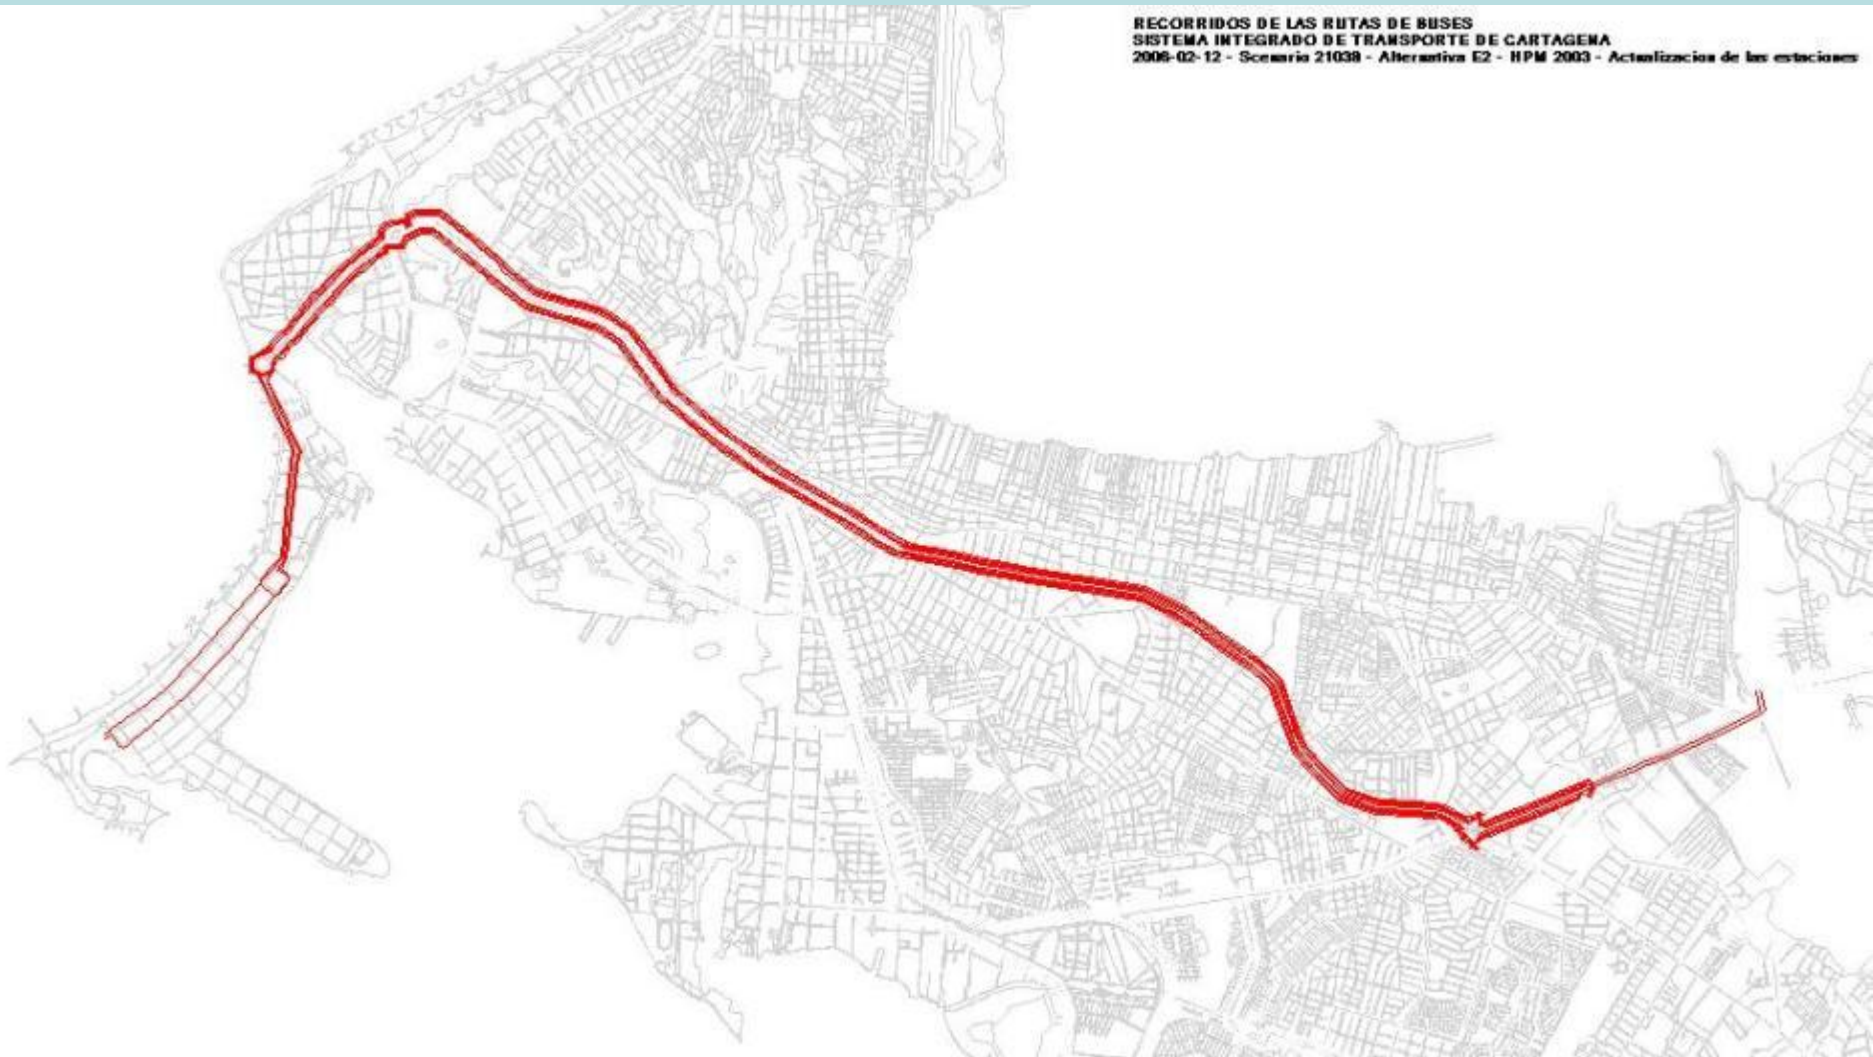 RECORRIDOS DE LAS RUTAS DE BUSES
SISTEMA INTEGRADO DE TRANSPORTE DE CARTAGENA
2006-02-12 - Scenario 21038 - Alternativa E2 - HPM 2003 - Actualizacion de las estaciones